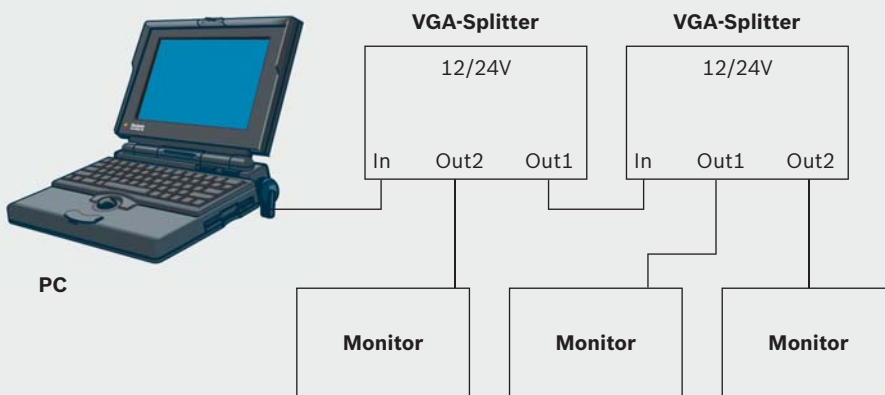 VGA-Splitter VGA-Splitter
12/24V 12/24V
In Out2 Out1 In Out1 Out2
PC
Monitor Monitor Monitor